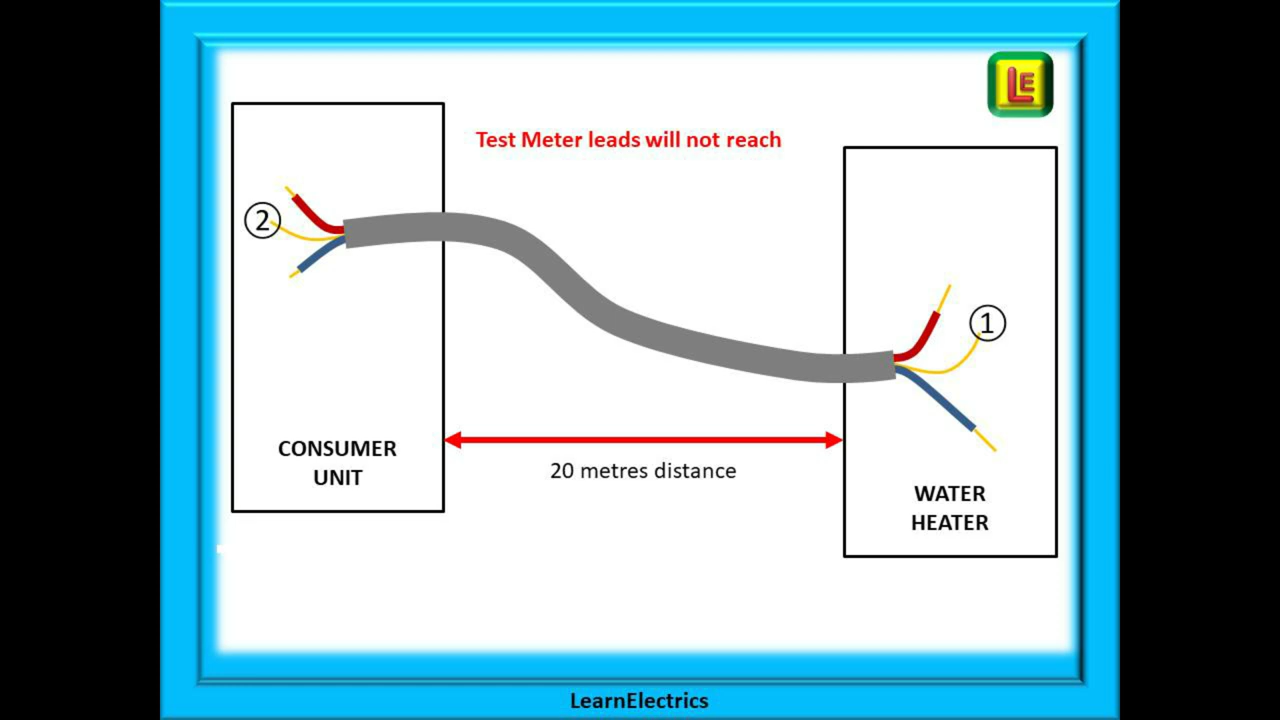 LE
Test Meter leads will not reach
2
1
CONSUMER
UNIT
20 metres distance
WATER
HEATER
LearnElectrics